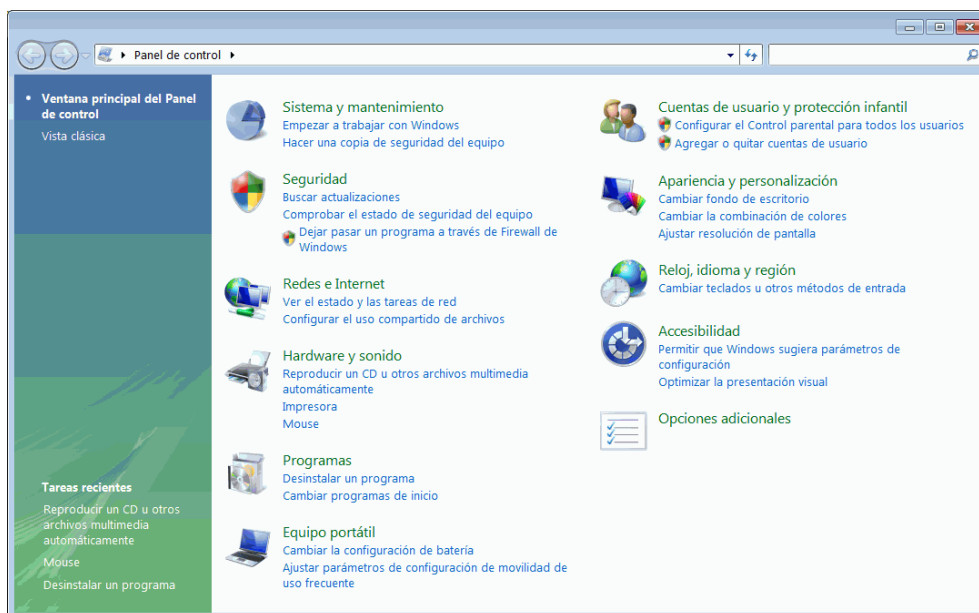 Panel de control
Ventana principal del Panel
de control
Vista clásica
Tareas recientes
Reproducir un CD u otros
archivos multimedia
automáticamente
Mouse
Desinstalar un programa
Sistema y mantenimiento
Empezar a trabajar con Windows
Hacer una copia de seguridad del equipo
Seguridad
Buscar actualizaciones
Comprobar el estado de seguridad del equipo
Dejar pasar un programa a través de Firewall de
Windows
Redes e Internet
Ver el estado y las tareas de red
Configurar el uso compartido de archivos
Hardware y sonido
Reproducir un CD u otros archivos multimedia
automáticamente
Impresora
Mouse
Programas
Desinstalar un programa
Cambiar programas de inicio
Equipo portátil
Cambiar la configuración de batería
Ajustar parámetros de configuración de movilidad de
uso frecuente
Cuentas de usuario y protección infantil
Configurar el Control parental para todos los usuarios
Agregar o quitar cuentas de usuario
Apariencia y personalización
Cambiar fondo de escritorio
Cambiar la combinación de colores
Ajustar resolución de pantalla
Reloj, idioma y región
Cambiar teclados u otros métodos de entrada
Accesibilidad
Permitir que Windows sugiera parámetros de
configuración
Optimizar la presentación visual
Opciones adicionales